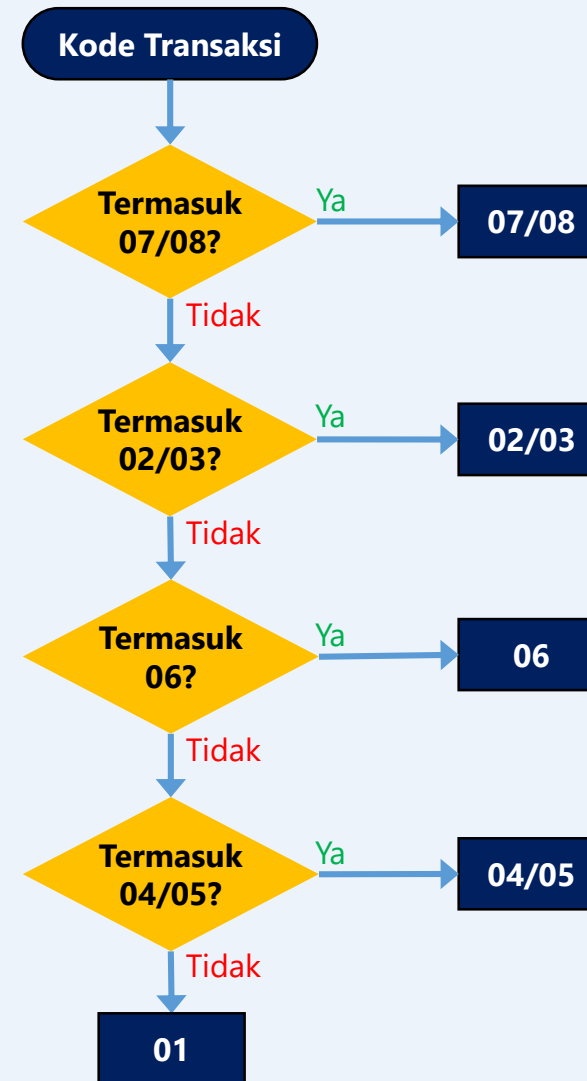 Kode Transaksi
Termasuk
07/08?
Ya
07/08
Tidak
Termasuk
02/03?
Ya
02/03
Tidak
Termasuk
06?
Ya
06
Tidak
Termasuk
04/05?
Ya
04/05
Tidak
01